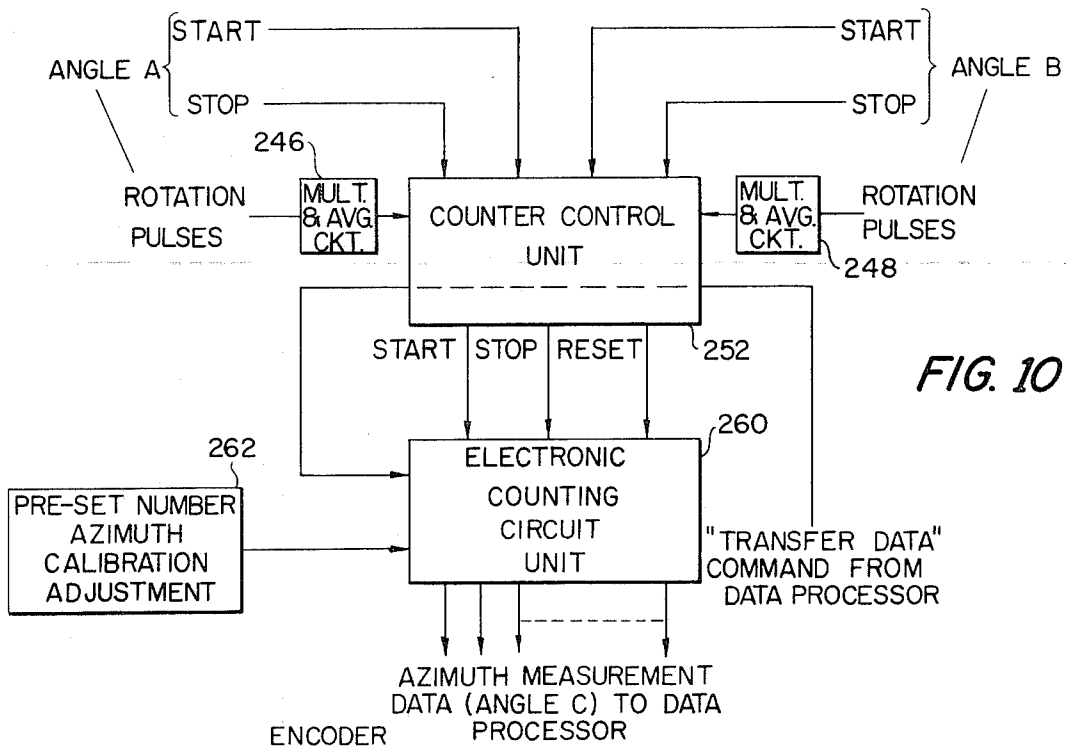 START
ANGLE A
STOP
START
ANGLE B
STOP
246
ROTATION
PULSES
MULT.
& AVG.
CKT.
COUNTER CONTROL
UNIT
MULT.
& AVG.
CKT.
ROTATION
PULSES
248
START STOP RESET
252
FIG. 10
262
PRE-SET NUMBER
AZIMUTH
CALIBRATION
ADJUSTMENT
260
ELECTRONIC
COUNTING
CIRCUIT
UNIT
"TRANSFER DATA"
COMMAND FROM
DATA PROCESSOR
AZIMUTH MEASUREMENT
DATA (ANGLE C) TO DATA
PROCESSOR
ENCODER